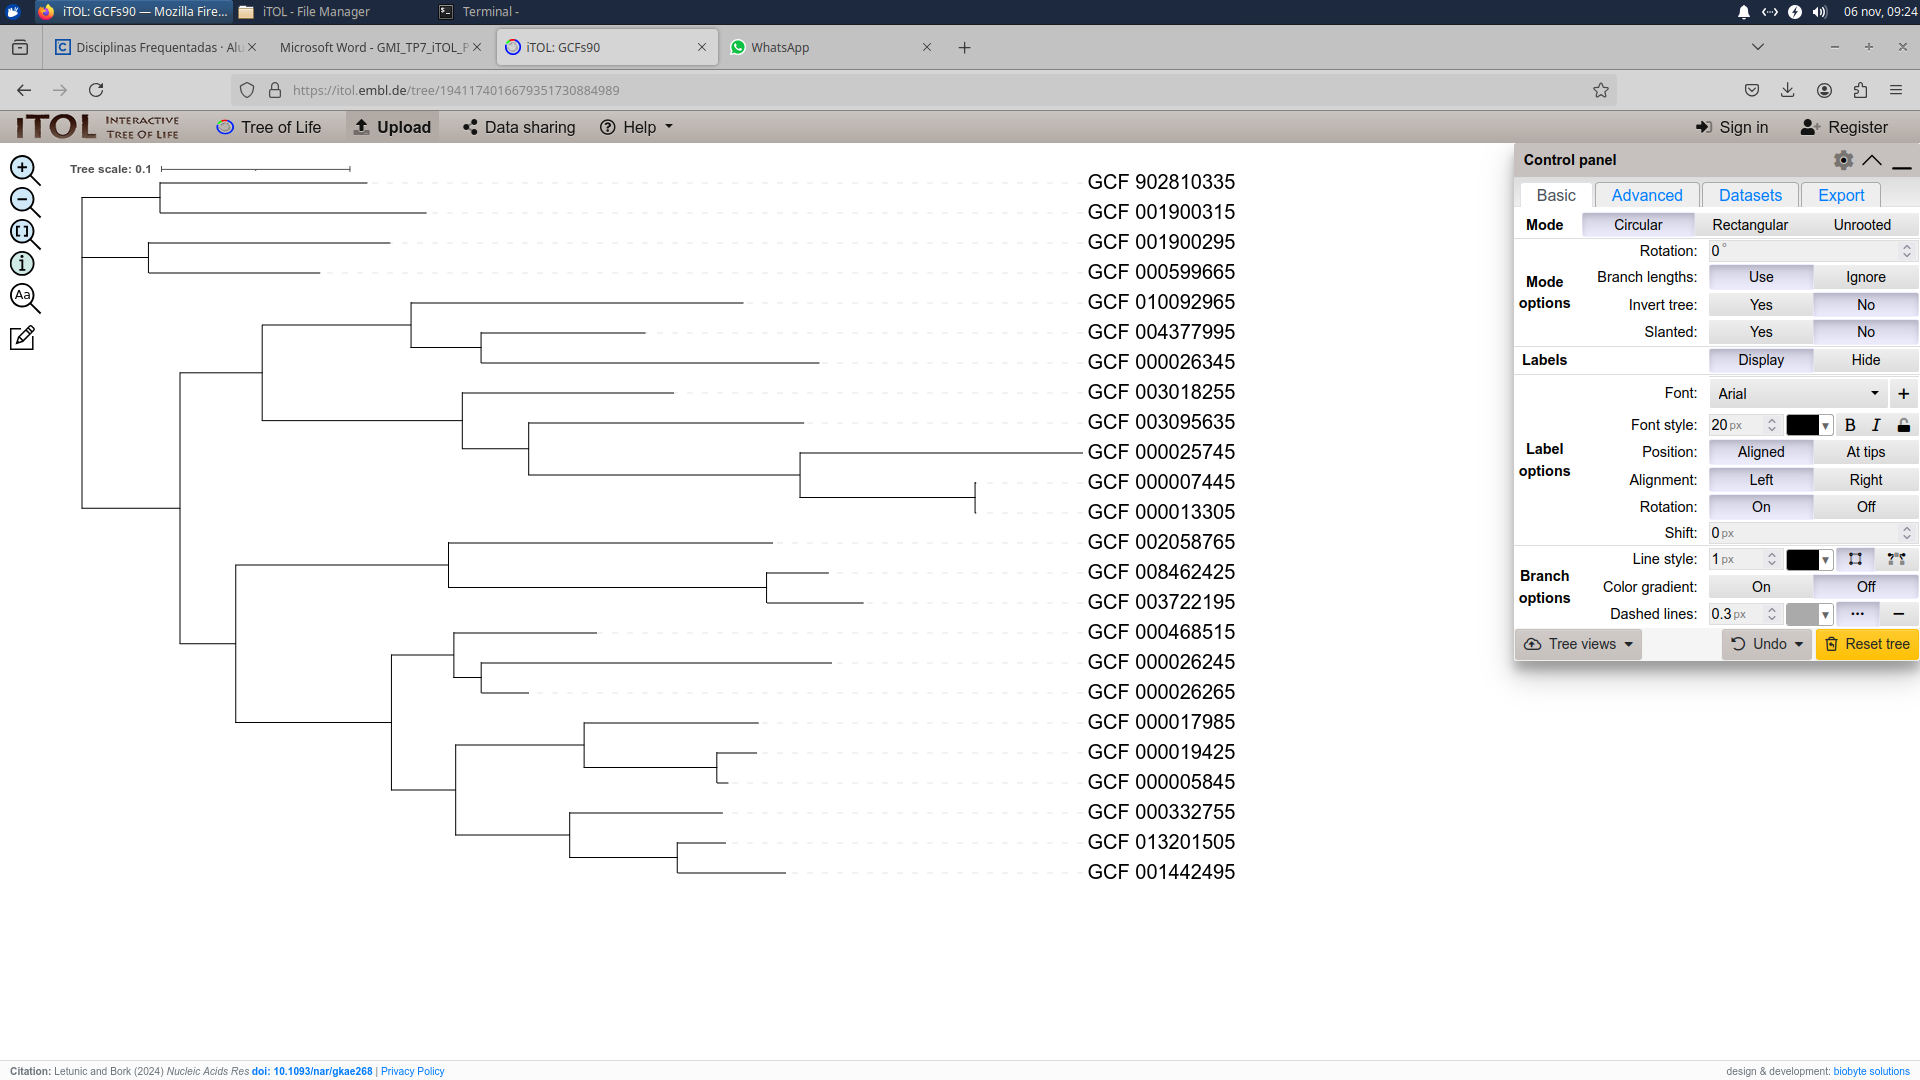 iTOL: GCFs90 — Mozilla Fire...
iTOL - File Manager
Terminal -
06 nov, 09:24
Disciplinas Frequentadas · Alu
Microsoft Word - GMI_TP7_iTOL_P
iTOL: GCFs90
WhatsApp
https://itol.embl.de/tree/1941174016679351730884989
iTOL INTERACTIVE TREE OF LIFE
Tree of Life
Upload
Data sharing
Help
Sign in
Register
Tree scale: 0.1
Aa
GCF 902810335
GCF 001900315
GCF 001900295
GCF 000599665
GCF 010092965
GCF 004377995
GCF 000026345
GCF 003018255
GCF 003095635
GCF 000025745
GCF 000007445
GCF 000013305
GCF 002058765
GCF 008462425
GCF 003722195
GCF 000468515
GCF 000026245
GCF 000026265
GCF 000017985
GCF 000019425
GCF 000005845
GCF 000332755
GCF 013201505
GCF 001442495
Control panel
Basic Advanced Datasets Export
Mode Circular Rectangular Unrooted
Mode options
Rotation: 0 °
Branch lengths: Use Ignore
Invert tree: Yes No
Slanted: Yes No
Labels Display Hide
Label options
Font: Arial +
Font style: 20 px B I
Position: Aligned At tips
Alignment: Left Right
Rotation: On Off
Shift: 0 px
Branch options
Line style: 1 px
Color gradient: On Off
Dashed lines: 0.3 px
Tree views Undo Reset tree
Citation: Letunic and Bork (2024) Nucleic Acids Res doi: 10.1093/nar/gkae268 | Privacy Policy
design & development: biobyte solutions